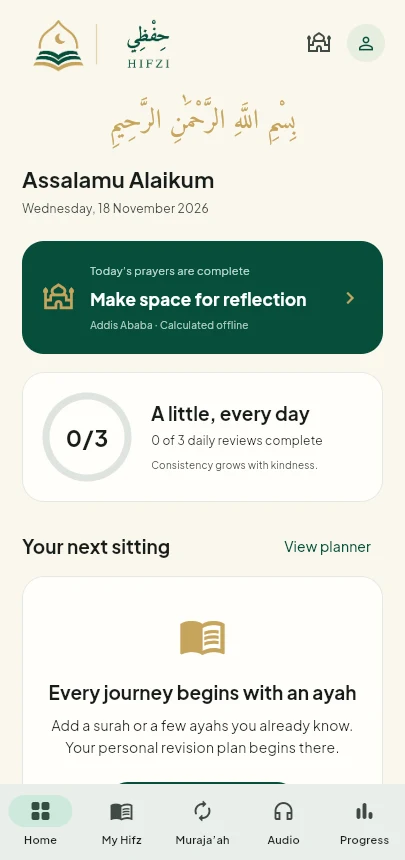 حِفْظِي
HIFZI
بِسْمِ اللَّهِ الرَّحْمَٰنِ الرَّحِيمِ
Assalamu Alaikum
Wednesday, 18 November 2026
Today's prayers are complete
Make space for reflection
Addis Ababa · Calculated offline
0/3
A little, every day
0 of 3 daily reviews complete
Consistency grows with kindness.
Your next sitting
View planner
Every journey begins with an ayah
Add a surah or a few ayahs you already know.
Your personal revision plan begins there.
Home
My Hifz
Muraja'ah
Audio
Progress